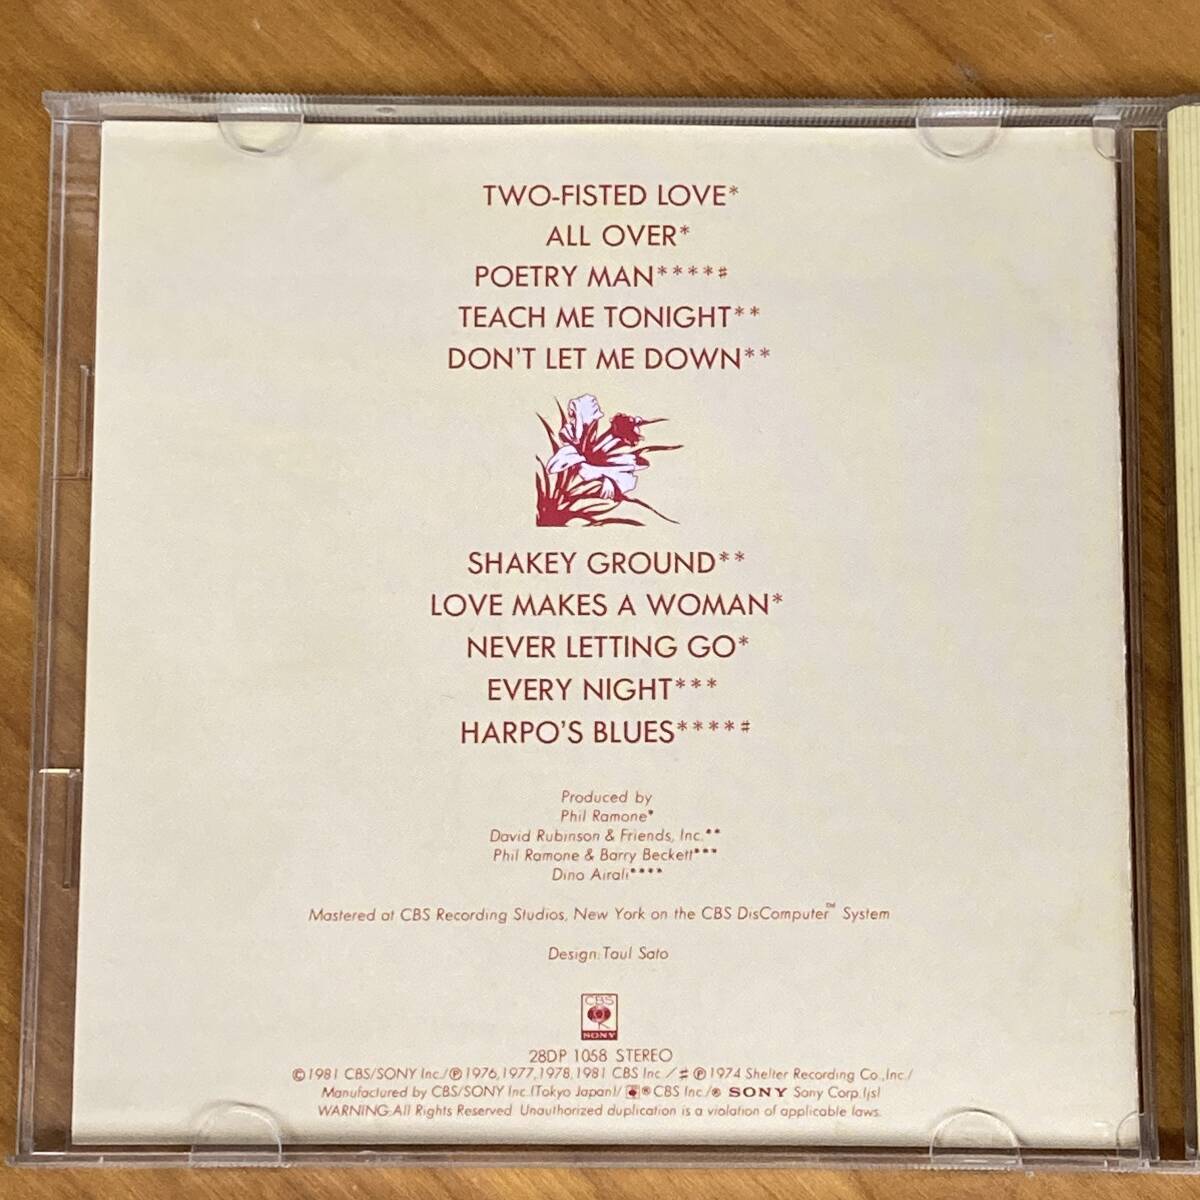 TWO-FISTED LOVE*
ALL OVER*
POETRY MAN****#
TEACH ME TONIGHT**
DON'T LET ME DOWN**
SHAKEY GROUND**
LOVE MAKES A WOMAN*
NEVER LETTING GO*
EVERY NIGHT***
HARPO'S BLUES****#
Produced by
Phil Ramone*
David Rubinson & Friends, Inc.**
Phil Ramone & Barry Beckett***
Dino Airali****
Mastered at CBS Recording Studios, New York on the CBS DisComputer™ System
Design: Taul Sato
CBS
SONY
28DP 1058 STEREO
©1981 CBS/SONY Inc./℗1976,1977,1978,1981 CBS Inc./# ℗1974 Shelter Recording Co.,Inc./
Manufactured by CBS/SONY Inc.(Tokyo Japan)/ ® CBS Inc./® SONY Sony Corp.(js)
WARNING:All Rights Reserved. Unauthorized duplication is a violation of applicable laws.